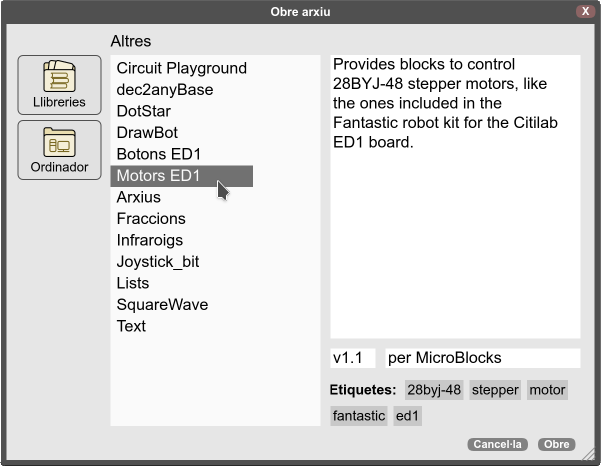 Obre arxiu
X
Altres
Llibreries
Ordinador
Circuit Playground
dec2anyBase
DotStar
DrawBot
Botons ED1
Motors ED1
Arxius
Fraccions
Infraroigs
Joystick_bit
Lists
SquareWave
Text
Provides blocks to control
28BYJ-48 stepper motors, like
the ones included in the
Fantastic robot kit for the Citilab
ED1 board.
v1.1 per MicroBlocks
Etiquetes: 28byj-48 stepper motor
fantastic ed1
Cancel·la Obre